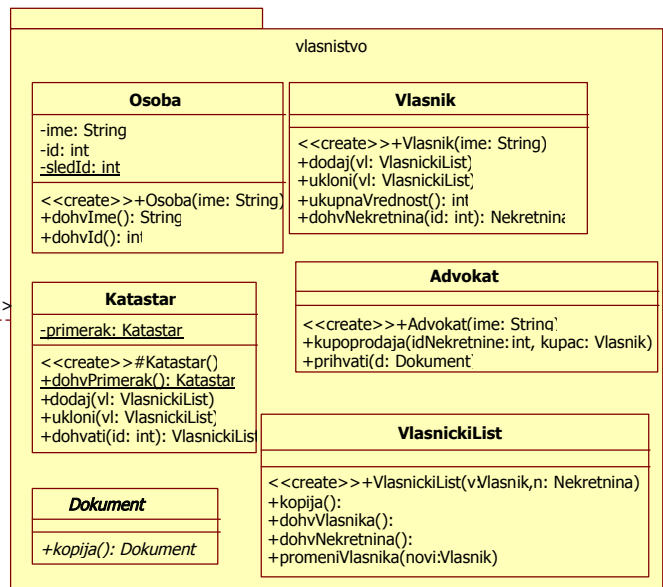 vlasnistvo
Osoba
-ime: String
-id: int
-sledId: int
<<create>>+Osoba(ime: String)
+dohvIme(): String
+dohvId(): int
Vlasnik
<<create>>+Vlasnik(ime: String)
+dodaj(vl: VlasnickiList)
+ukloni(vl: VlasnickiList)
+ukupnaVrednost(): int
+dohvNekretnina(id: int): Nekretnina
Katastar
-primerak: Katastar
<<create>>#Katastar()
+dohvPrimerak(): Katastar
+dodaj(vl: VlasnickiList)
+ukloni(vl: VlasnickiList)
+dohvati(id: int): VlasnickiList
Advokat
<<create>>+Advokat(ime: String)
+kupoprodaja(idNekretnine:int, kupac: Vlasnik)
+prihvati(d: Dokument)
VlasnickiList
<<create>>+VlasnickiList(v:Vlasnik,n: Nekretnina)
+kopija():
+dohvVlasnika():
+dohvNekretnina():
+promeniVlasnika(novi:Vlasnik)
Dokument
+kopija(): Dokument